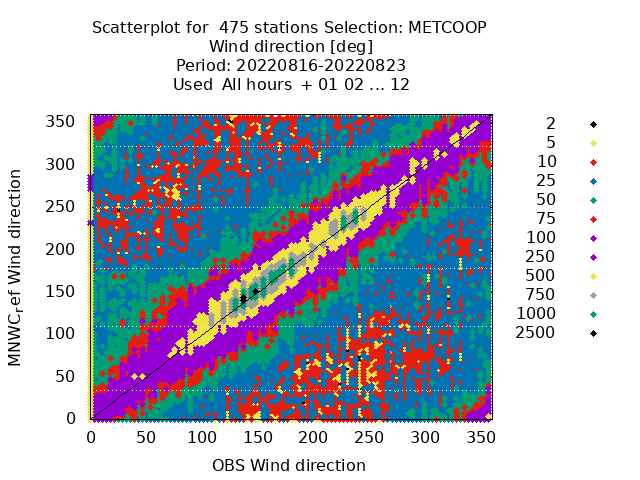 Scatterplot for  475 stations Selection: METCOOP
Wind direction [deg]
Period: 20220816-20220823
Used  All hours  + 01 02 ... 12
MNWC,ref Wind direction
350
300
250
200
150
100
50
0
0 50 100 150 200 250 300 350
OBS Wind direction
2
5
10
25
50
75
100
250
500
750
1000
2500